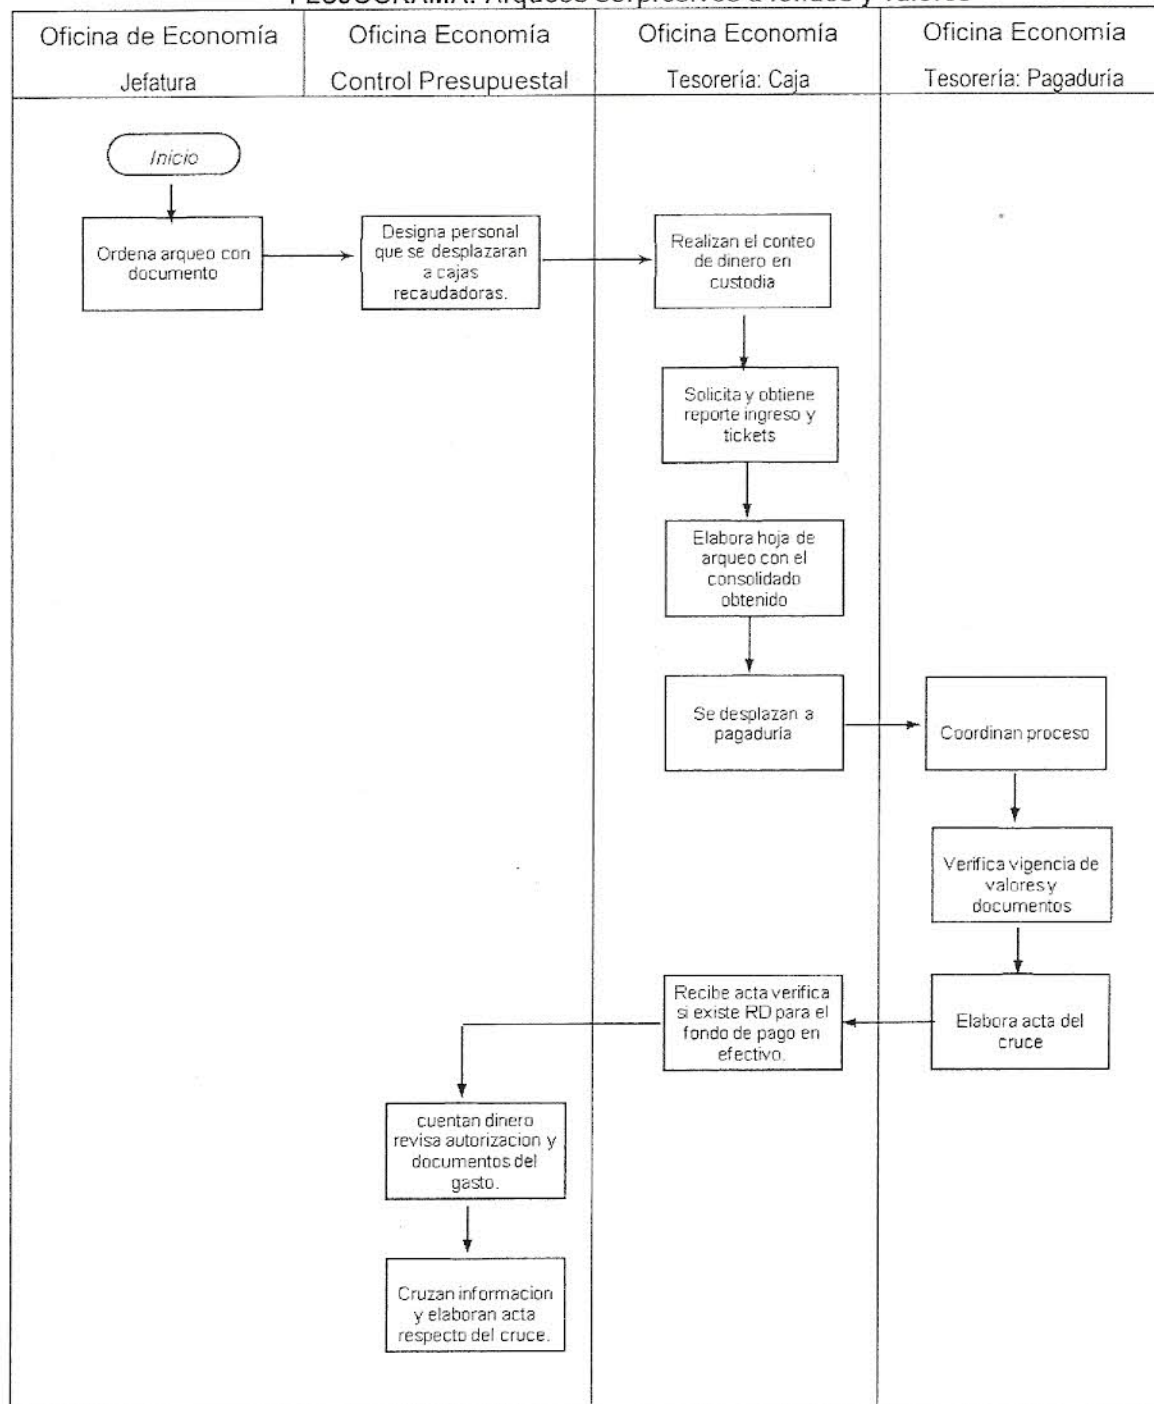 FLUJOGRAMA: Arqueos sorpresivos a fondos y valores
Oficina de Economía
Jefatura
Oficina Economía
Control Presupuestal
Oficina Economía
Tesorería: Caja
Oficina Economía
Tesorería: Pagaduría
Inicio
Ordena arqueo con
documento
Designa personal
que se desplazaran
a cajas
recaudadoras.
Realizan el conteo
de dinero en
custodia
Solicita y obtiene
reporte ingreso y
tickets
Elabora hoja de
arqueo con el
consolidado
obtenido
Se desplazan a
pagaduría
Coordinan proceso
Verifica vigencia de
valores y
documentos
Elabora acta del
cruce
Recibe acta verifica
si existe RD para el
fondo de pago en
efectivo.
cuentan dinero
revisa autorizacion y
documentos del
gasto.
Cruzan informacion
y elaboran acta
respecto del cruce.